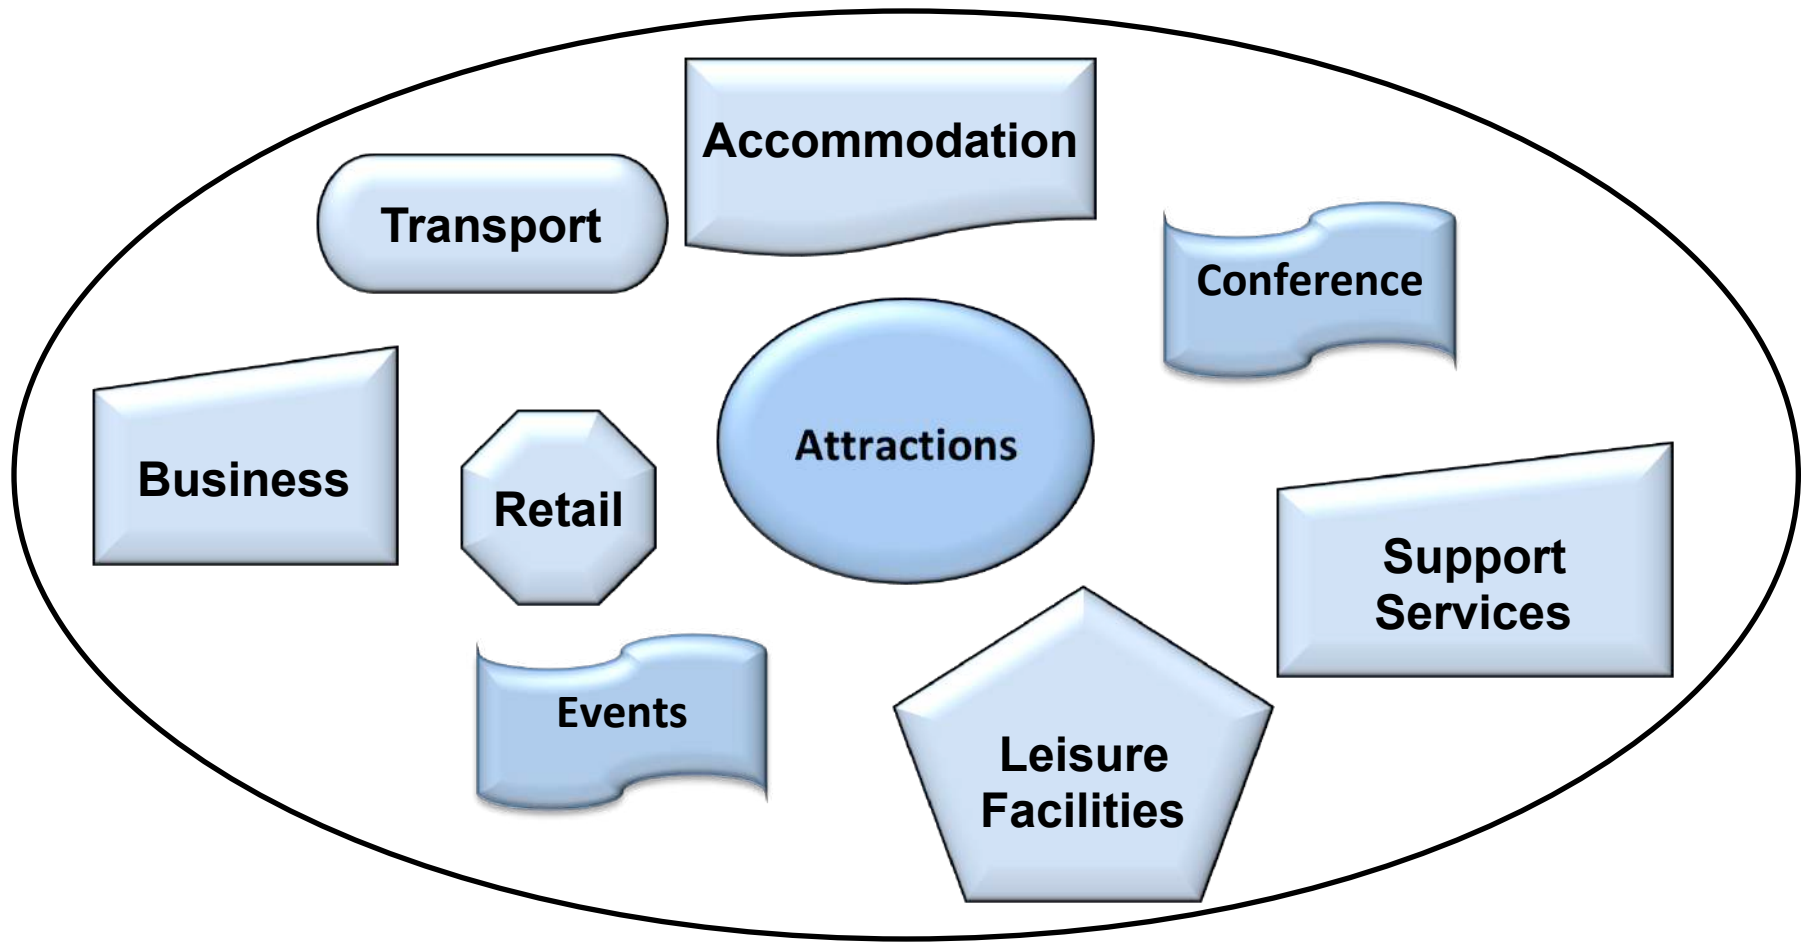 Accommodation
Transport
Conference
Attractions
Business
Retail
Support
Services
Events
Leisure
Facilities